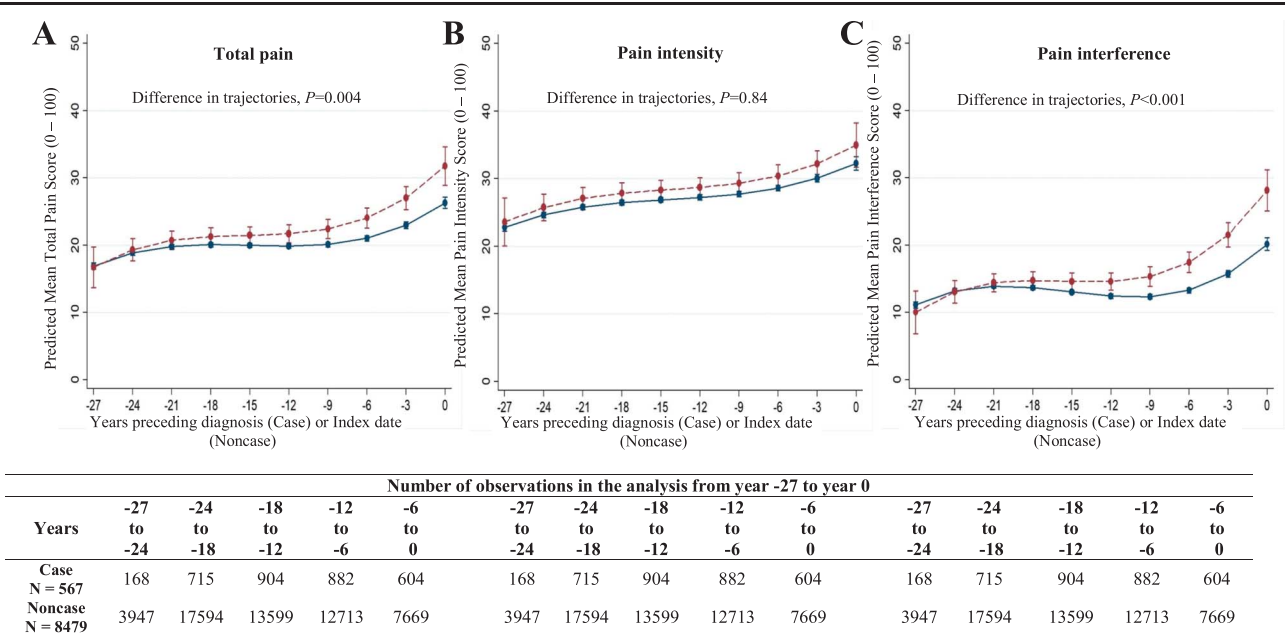 A
Total pain
Difference in trajectories, P=0.004
Predicted Mean Total Pain Score (0 – 100)
50
40
30
20
10
0
-27 -24 -21 -18 -15 -12 -9 -6 -3 0
Years preceding diagnosis (Case) or Index date
(Noncase)
B
Pain intensity
Difference in trajectories, P=0.84
Predicted Mean Pain Intensity Score (0 – 100)
50
40
30
20
10
0
-27 -24 -21 -18 -15 -12 -9 -6 -3 0
Years preceding diagnosis (Case) or Index date
(Noncase)
C
Pain interference
Difference in trajectories, P<0.001
Predicted Mean Pain Interference Score (0 – 100)
50
40
30
20
10
0
-27 -24 -21 -18 -15 -12 -9 -6 -3 0
Years preceding diagnosis (Case) or Index date
(Noncase)
Number of observations in the analysis from year -27 to year 0
-27 -24 -18 -12 -6 -27 -24 -18 -12 -6 -27 -24 -18 -12 -6
Years to to to to to to to to to to to to to to to
-24 -18 -12 -6 0 -24 -18 -12 -6 0 -24 -18 -12 -6 0
Case
N = 567 168 715 904 882 604 168 715 904 882 604 168 715 904 882 604
Noncase
N = 8479 3947 17594 13599 12713 7669 3947 17594 13599 12713 7669 3947 17594 13599 12713 7669